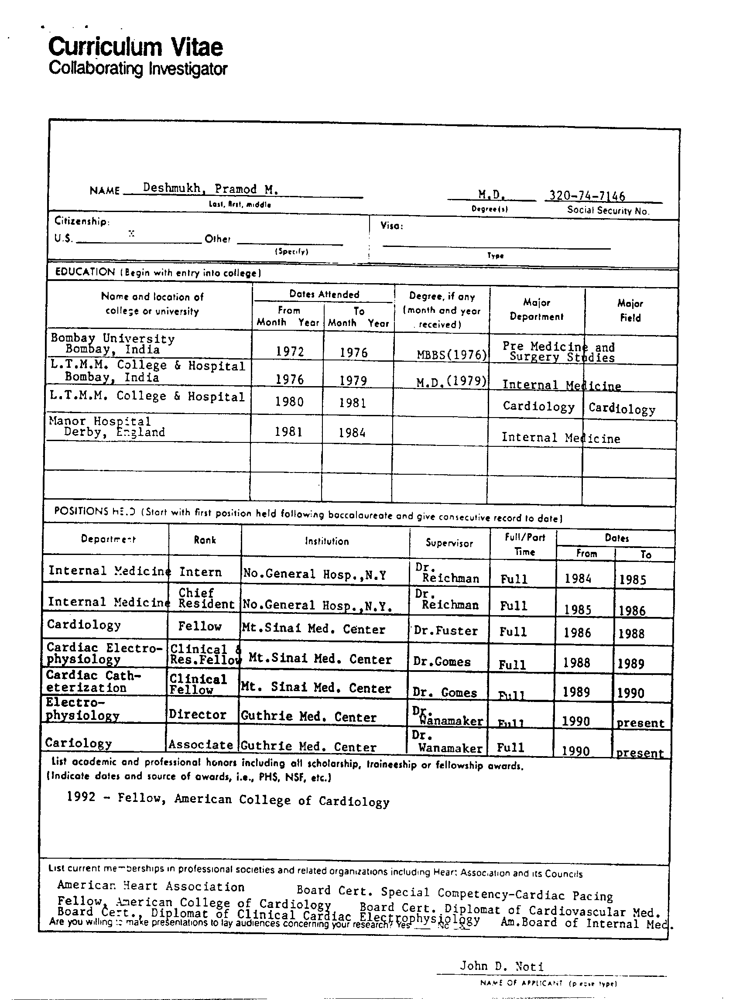 Curriculum Vitae
Collaborating Investigator
NAME Deshmukh, Pramod M. M.D. 320-74-7146
Last, first, middle Degree(s) Social Security No.
Citizenship: Visa:
U.S. x Other
(Specify) Type
EDUCATION (Begin with entry into college)
Name and location of college or university Dates Attended From Month Year To Month Year Degree, if any (month and year received) Major Department Major Field
Bombay University
Bombay, India 1972 1976 MBBS(1976) Pre Medicine and Surgery Studies
L.T.M.M. College & Hospital
Bombay, India 1976 1979 M.D.(1979) Internal Medicine
L.T.M.M. College & Hospital 1980 1981 Cardiology Cardiology
Manor Hospital
Derby, England 1981 1984 Internal Medicine
POSITIONS HELD (Start with first position held following baccalaureate and give consecutive record to date)
Department Rank Institution Supervisor Full/Part Time Dates From To
Internal Medicine Intern No.General Hosp.,N.Y Dr. Reichman Full 1984 1985
Internal Medicine Chief Resident No.General Hosp.,N.Y. Dr. Reichman Full 1985 1986
Cardiology Fellow Mt.Sinai Med. Center Dr.Fuster Full 1986 1988
Cardiac Electro-physiology Clinical & Res.Fellow Mt.Sinai Med. Center Dr.Gomes Full 1988 1989
Cardiac Cath-eterization Clinical Fellow Mt. Sinai Med. Center Dr. Gomes Full 1989 1990
Electro-physiology Director Guthrie Med. Center Dr. Wanamaker Full 1990 present
Cariology Associate Guthrie Med. Center Dr. Wanamaker Full 1990 present
List academic and professional honors including all scholarship, traineeship or fellowship awards.
(Indicate dates and source of awards, i.e., PHS, NSF, etc.)
1992 - Fellow, American College of Cardiology
List current memberships in professional societies and related organizations including Heart Association and its Councils
American Heart Association Board Cert. Special Competency-Cardiac Pacing
Fellow, American College of Cardiology Board Cert. Diplomat of Cardiovascular Med.
Board Cert., Diplomat of Clinical Cardiac Electrophysiology Am.Board of Internal Med.
Are you willing to make presentations to lay audiences concerning your research? Yes No
John D. Noti
NAME OF APPLICANT (please type)